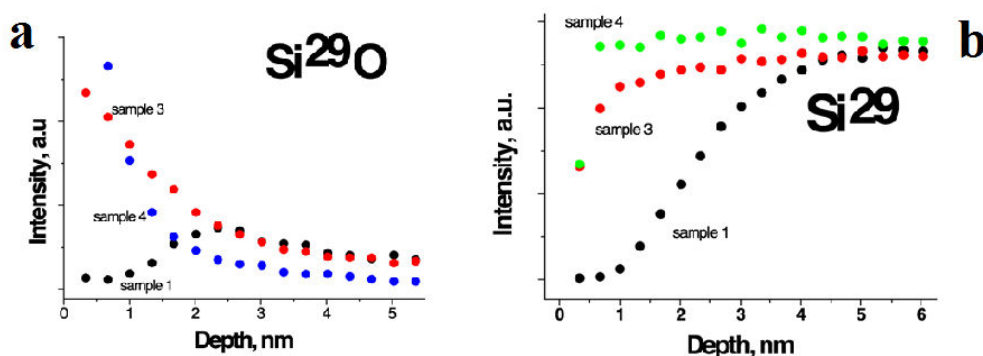 a
Si29O
sample 3
sample 4
sample 1
Intensity, a.u
0 1 2 3 4 5
Depth, nm
b
sample 4
sample 3
Si29
sample 1
Intensity, a.u.
0 1 2 3 4 5 6
Depth, nm